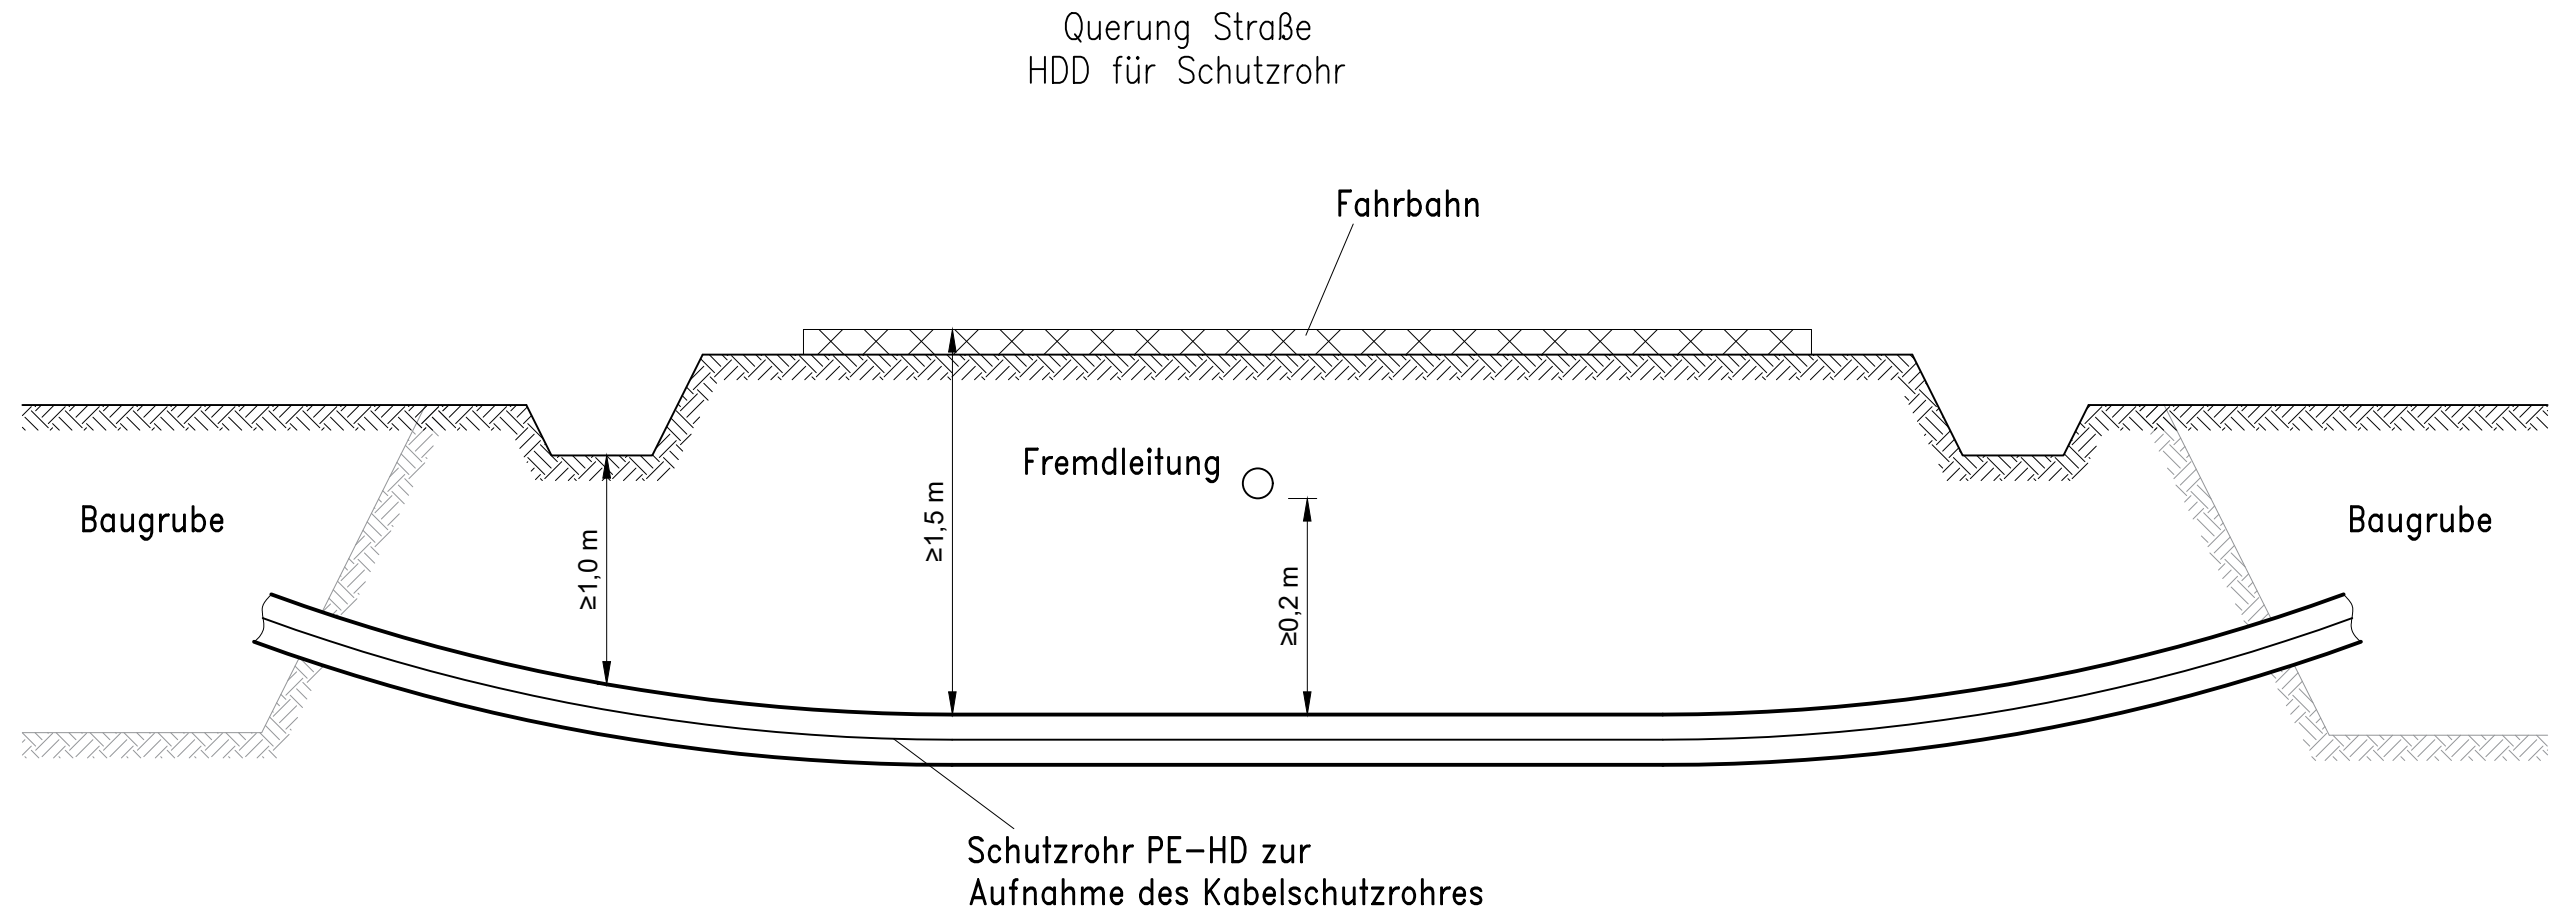 Querung Straße
HDD für Schutzrohr
Fahrbahn
Fremdleitung
Baugrube
Baugrube
≥1,0 m
≥1,5 m
≥0,2 m
Schutzrohr PE-HD zur
Aufnahme des Kabelschutzrohres